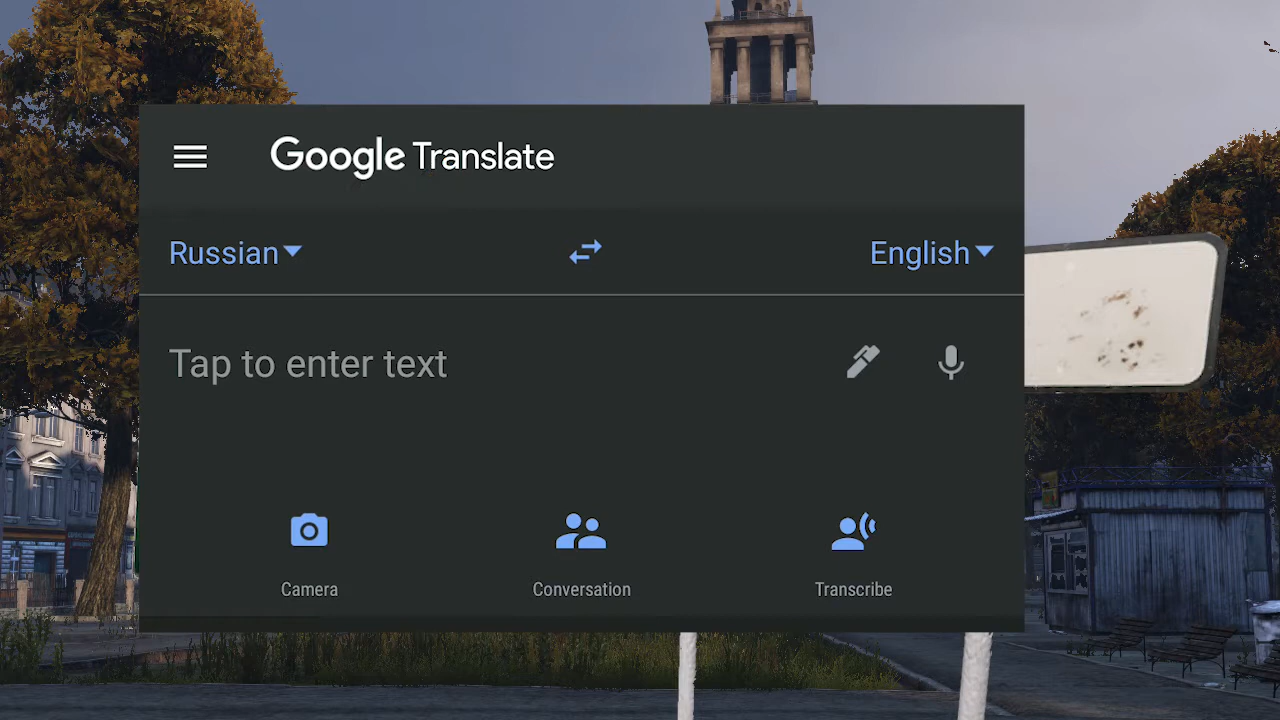 Google Translate
Russian English
Tap to enter text
Camera Conversation Transcribe